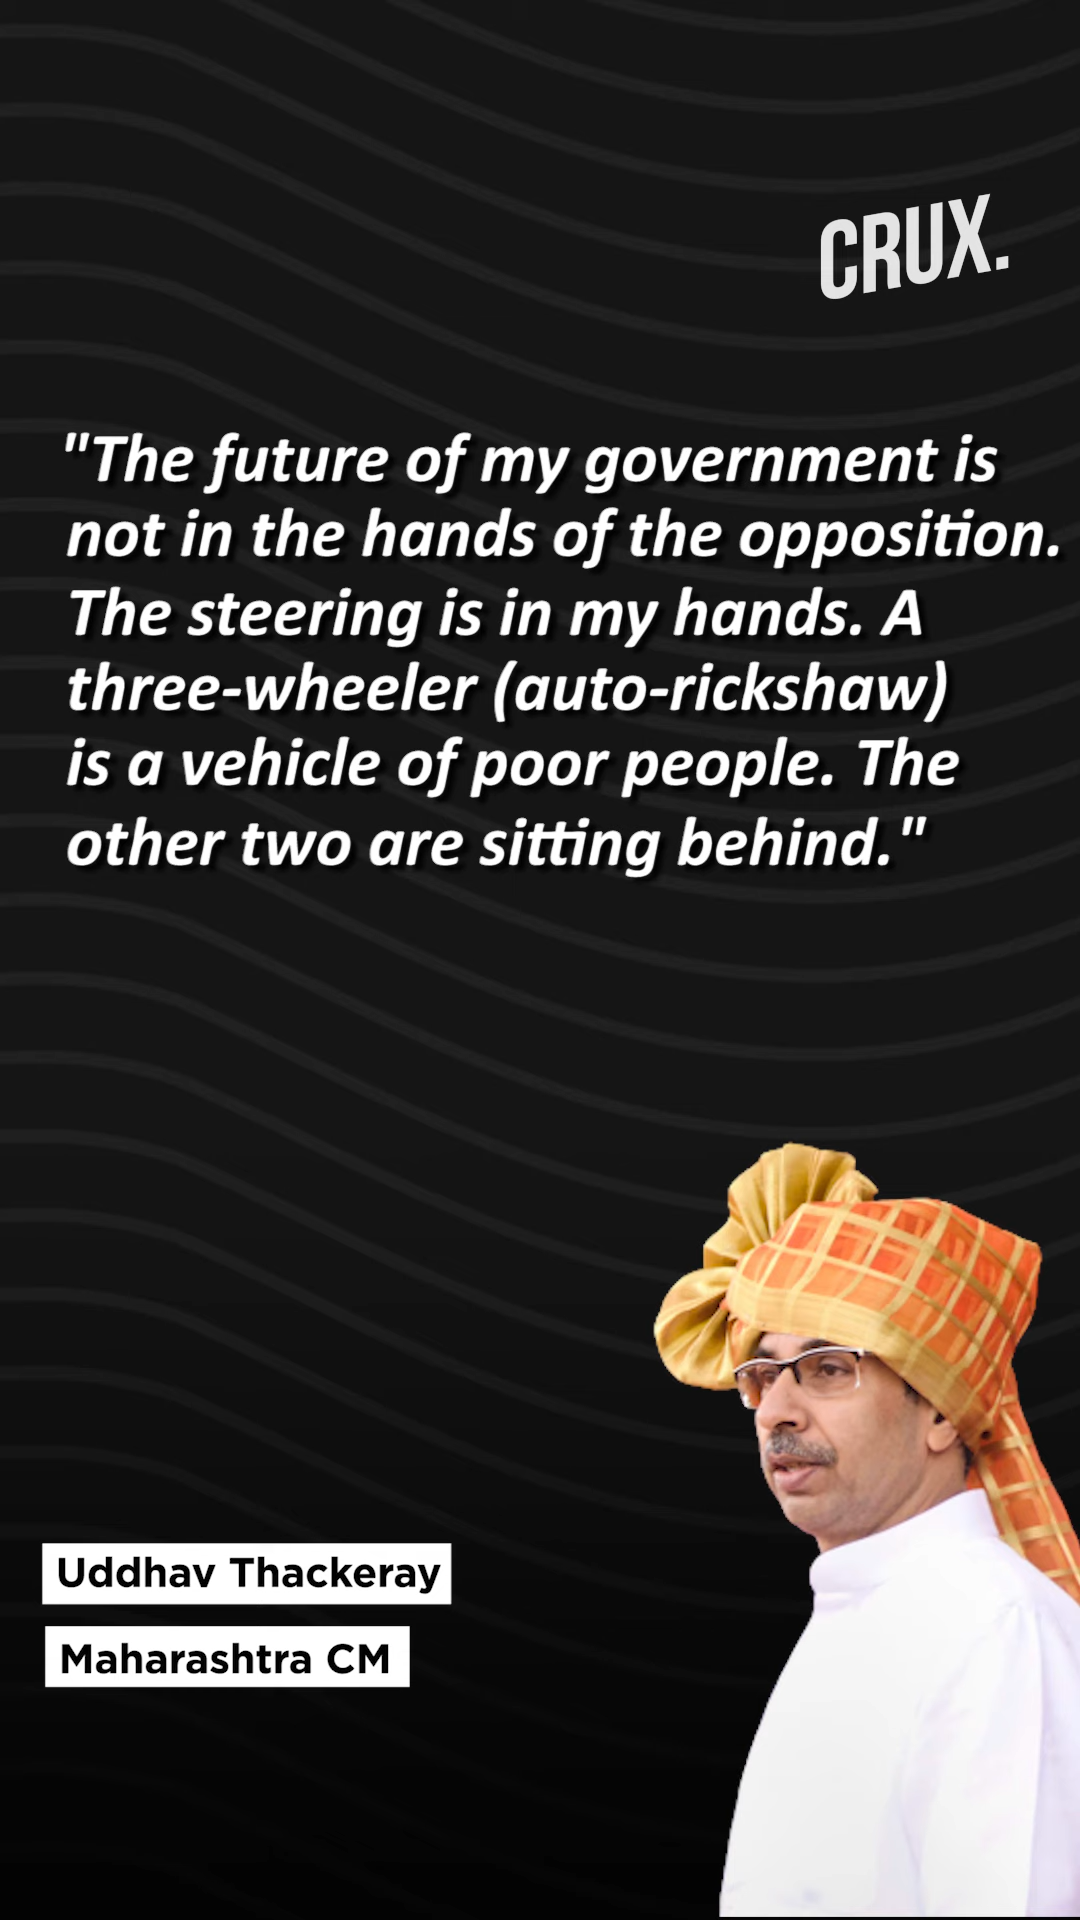 CRUX.
"The future of my government is
not in the hands of the opposition.
The steering is in my hands. A
three-wheeler (auto-rickshaw)
is a vehicle of poor people. The
other two are sitting behind."
Uddhav Thackeray
Maharashtra CM